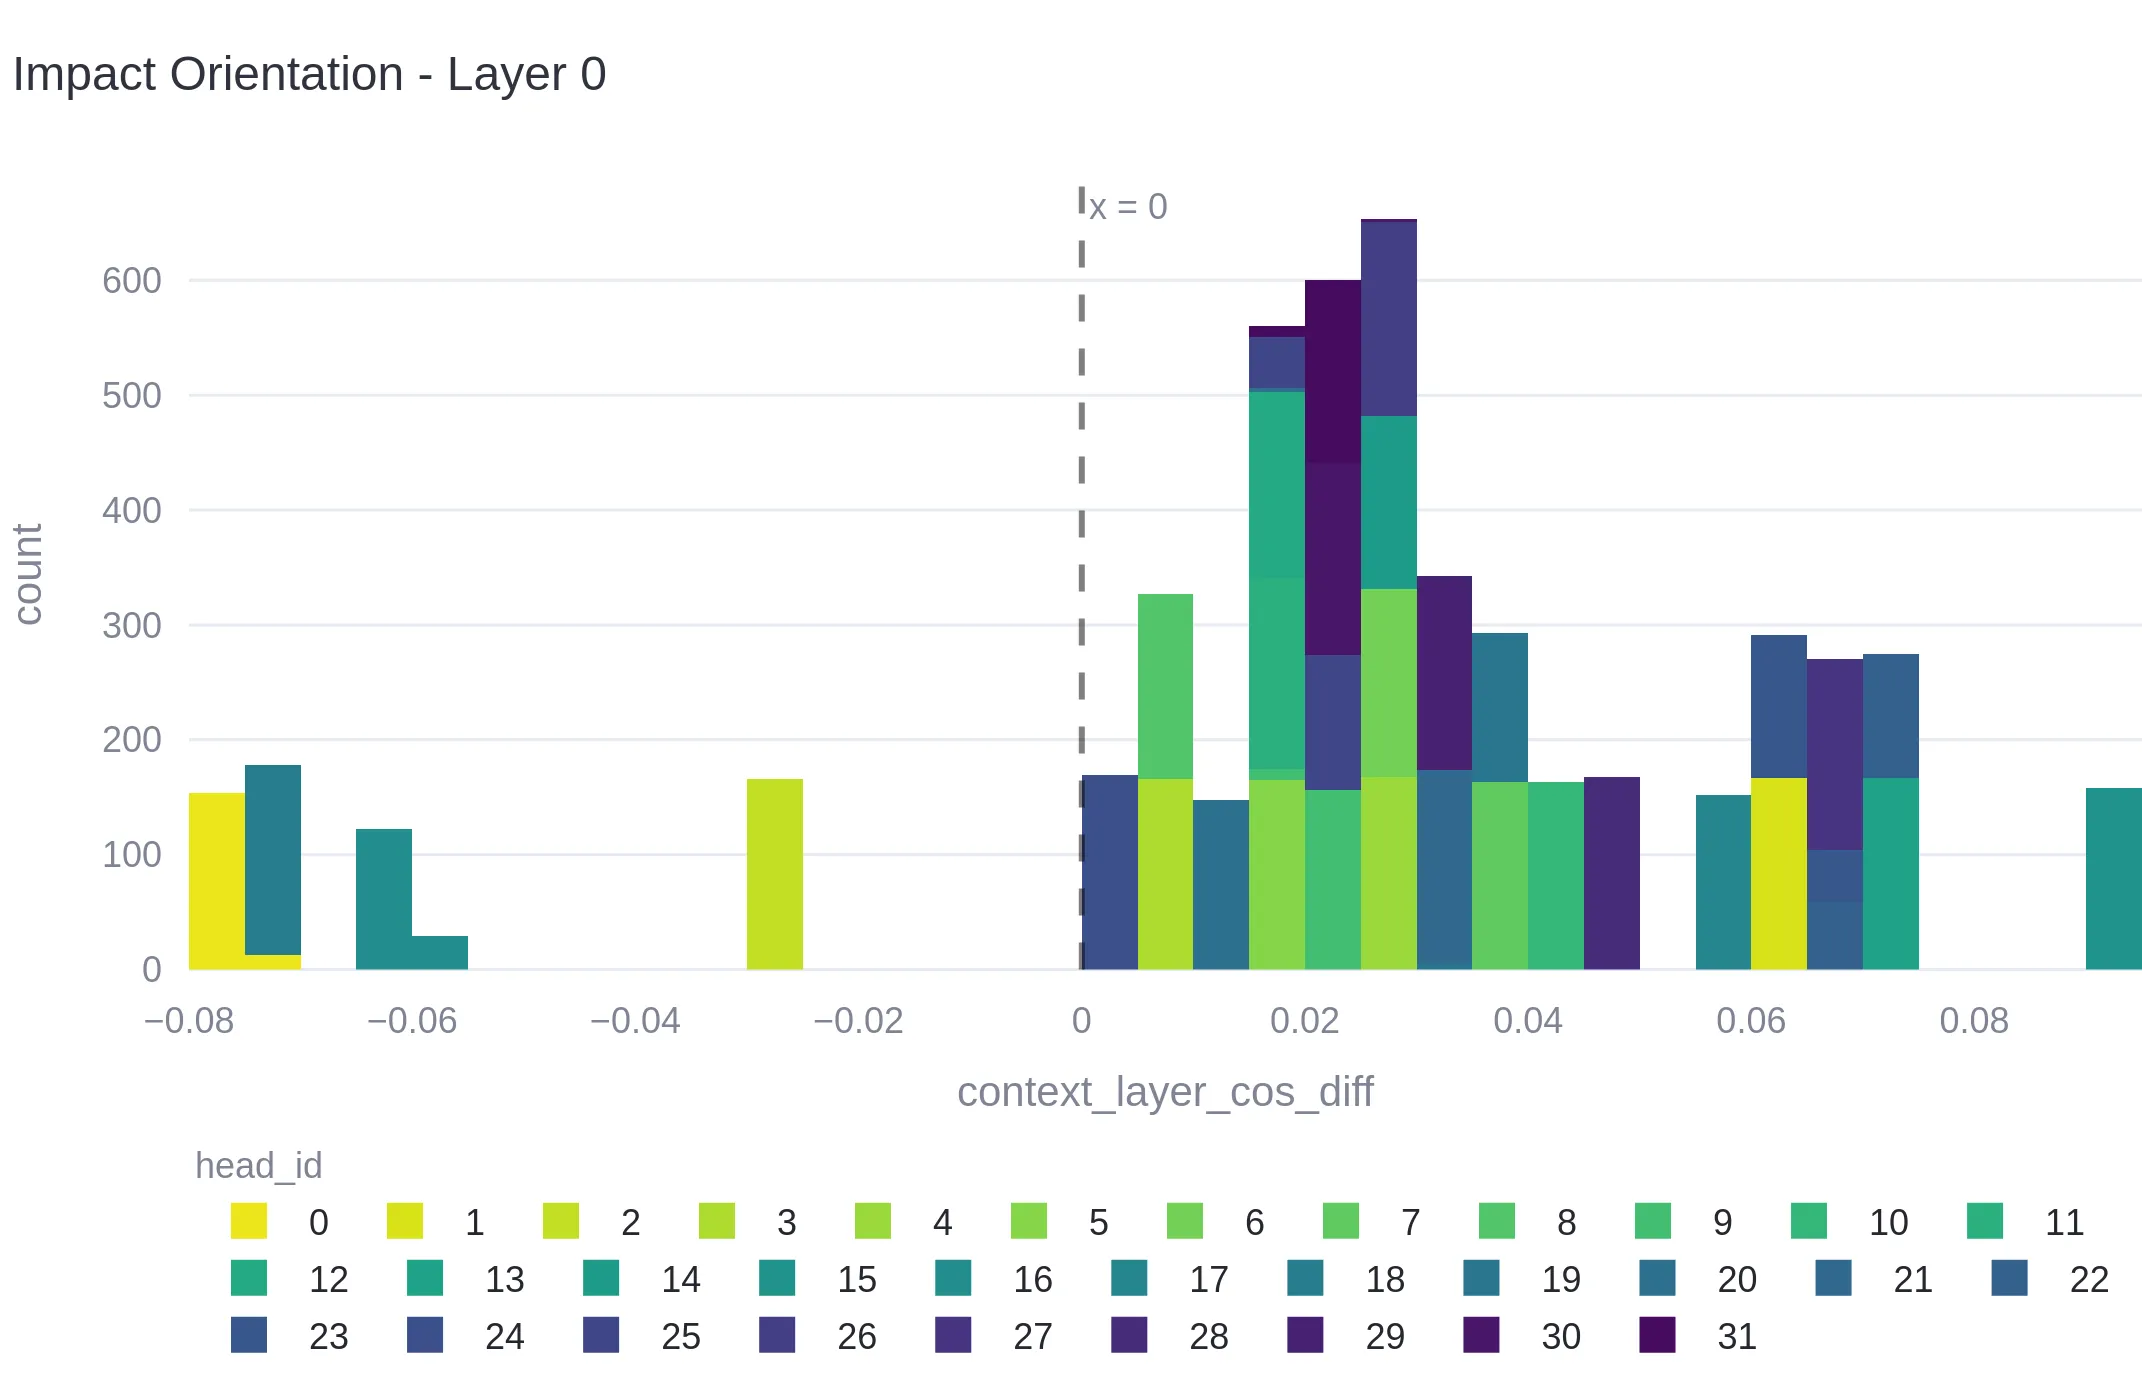 Impact Orientation - Layer 0
x = 0
600
500
400
300
200
100
0
count
−0.08 −0.06 −0.04 −0.02 0 0.02 0.04 0.06 0.08
context_layer_cos_diff
head_id
0 1 2 3 4 5 6 7 8 9 10 11
12 13 14 15 16 17 18 19 20 21 22
23 24 25 26 27 28 29 30 31